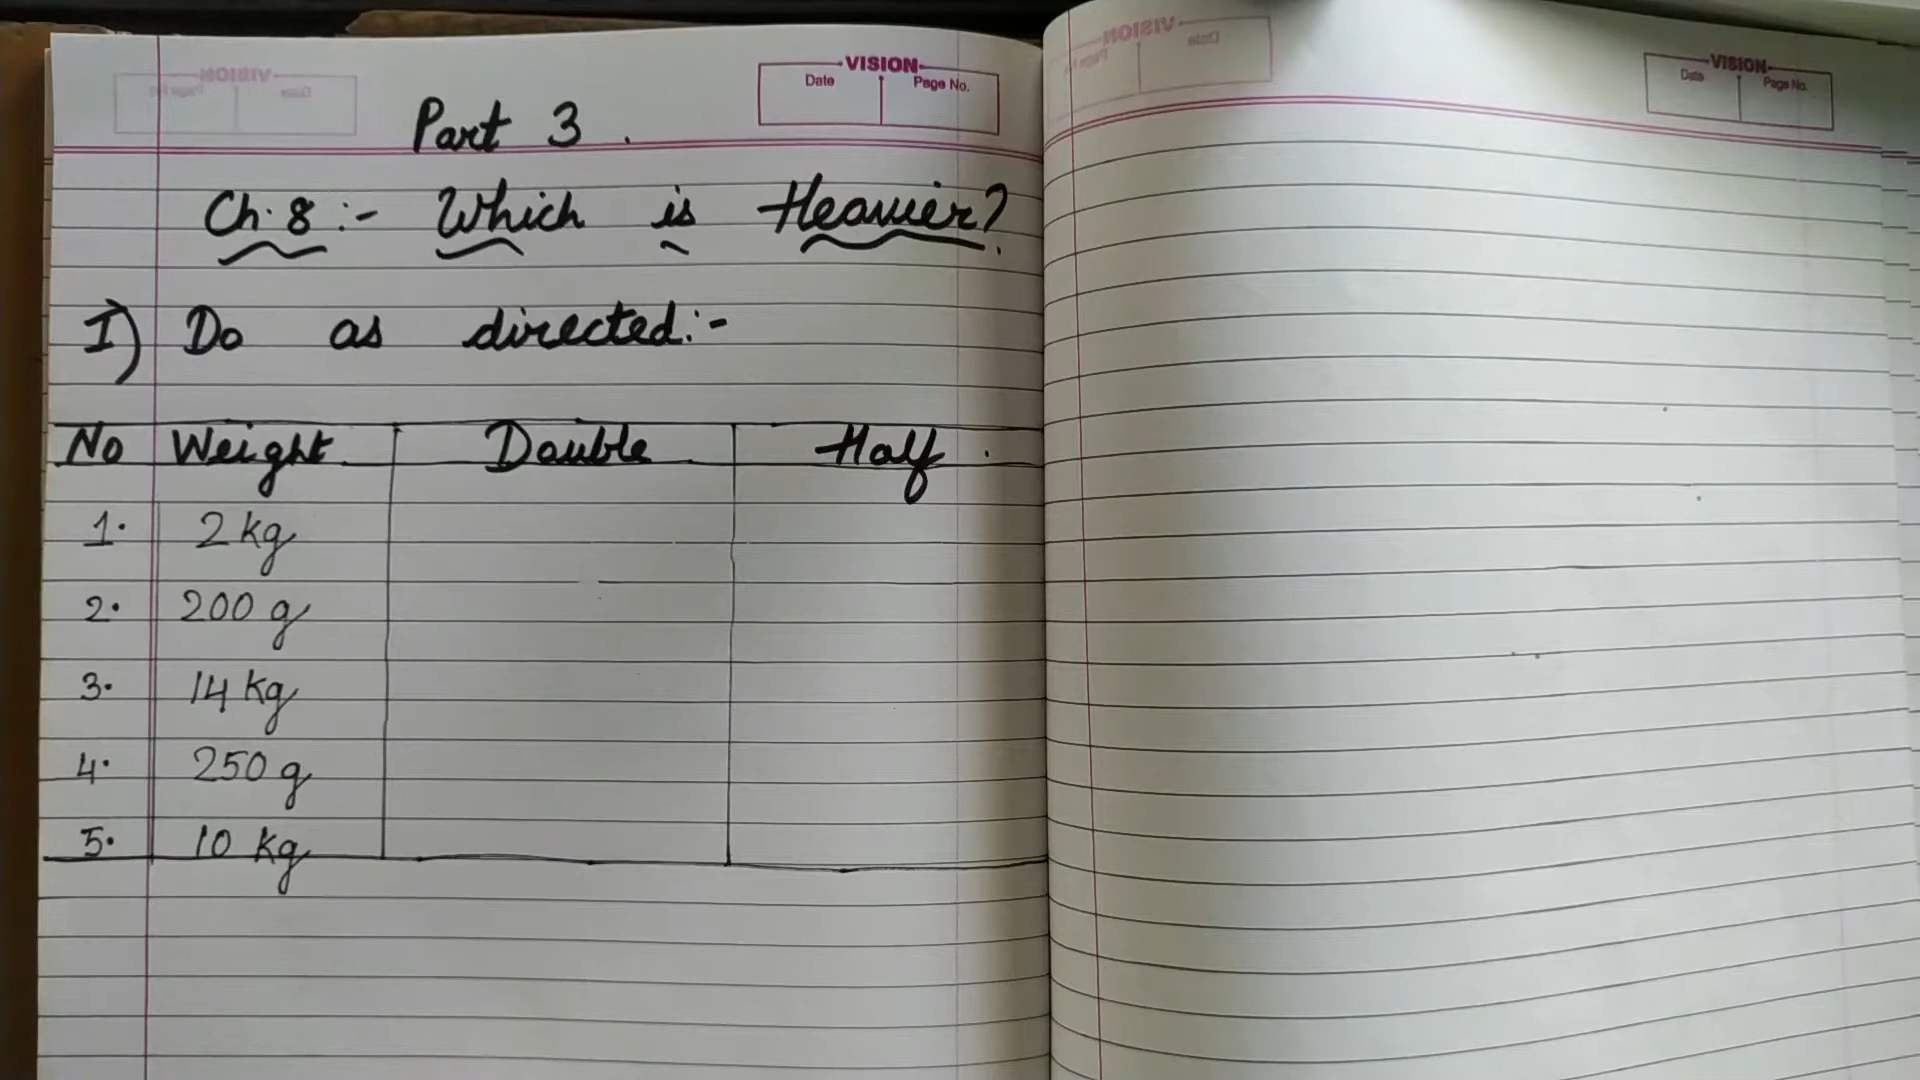 VISION
Date Page No.
VISION
Date Page No.
Part 3.
Ch.8:- Which is Heavier?
I) Do as directed:-
No Weight Double Half.
1. 2 kg
2. 200 g
3. 14 kg
4. 250 g
5. 10 kg